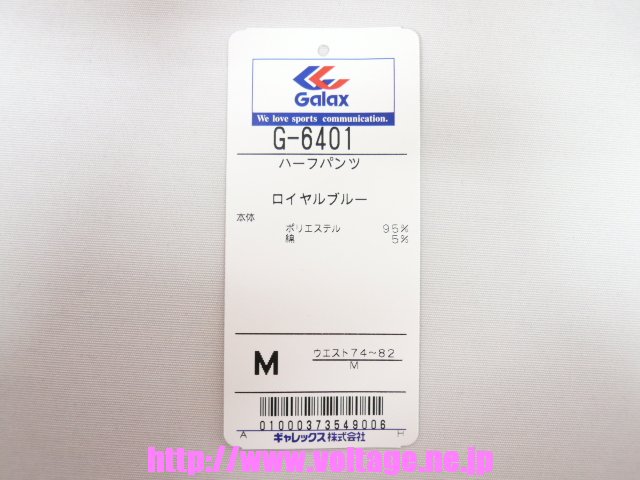 Galax
We love sports communication.
G-6401
ハーフパンツ
ロイヤルブルー
本体
ポリエステル 95%
綿 5%
M
ウエスト74~82
M
01000373549006
A ギャレックス株式会社 H
http://www.voltage.ne.jp